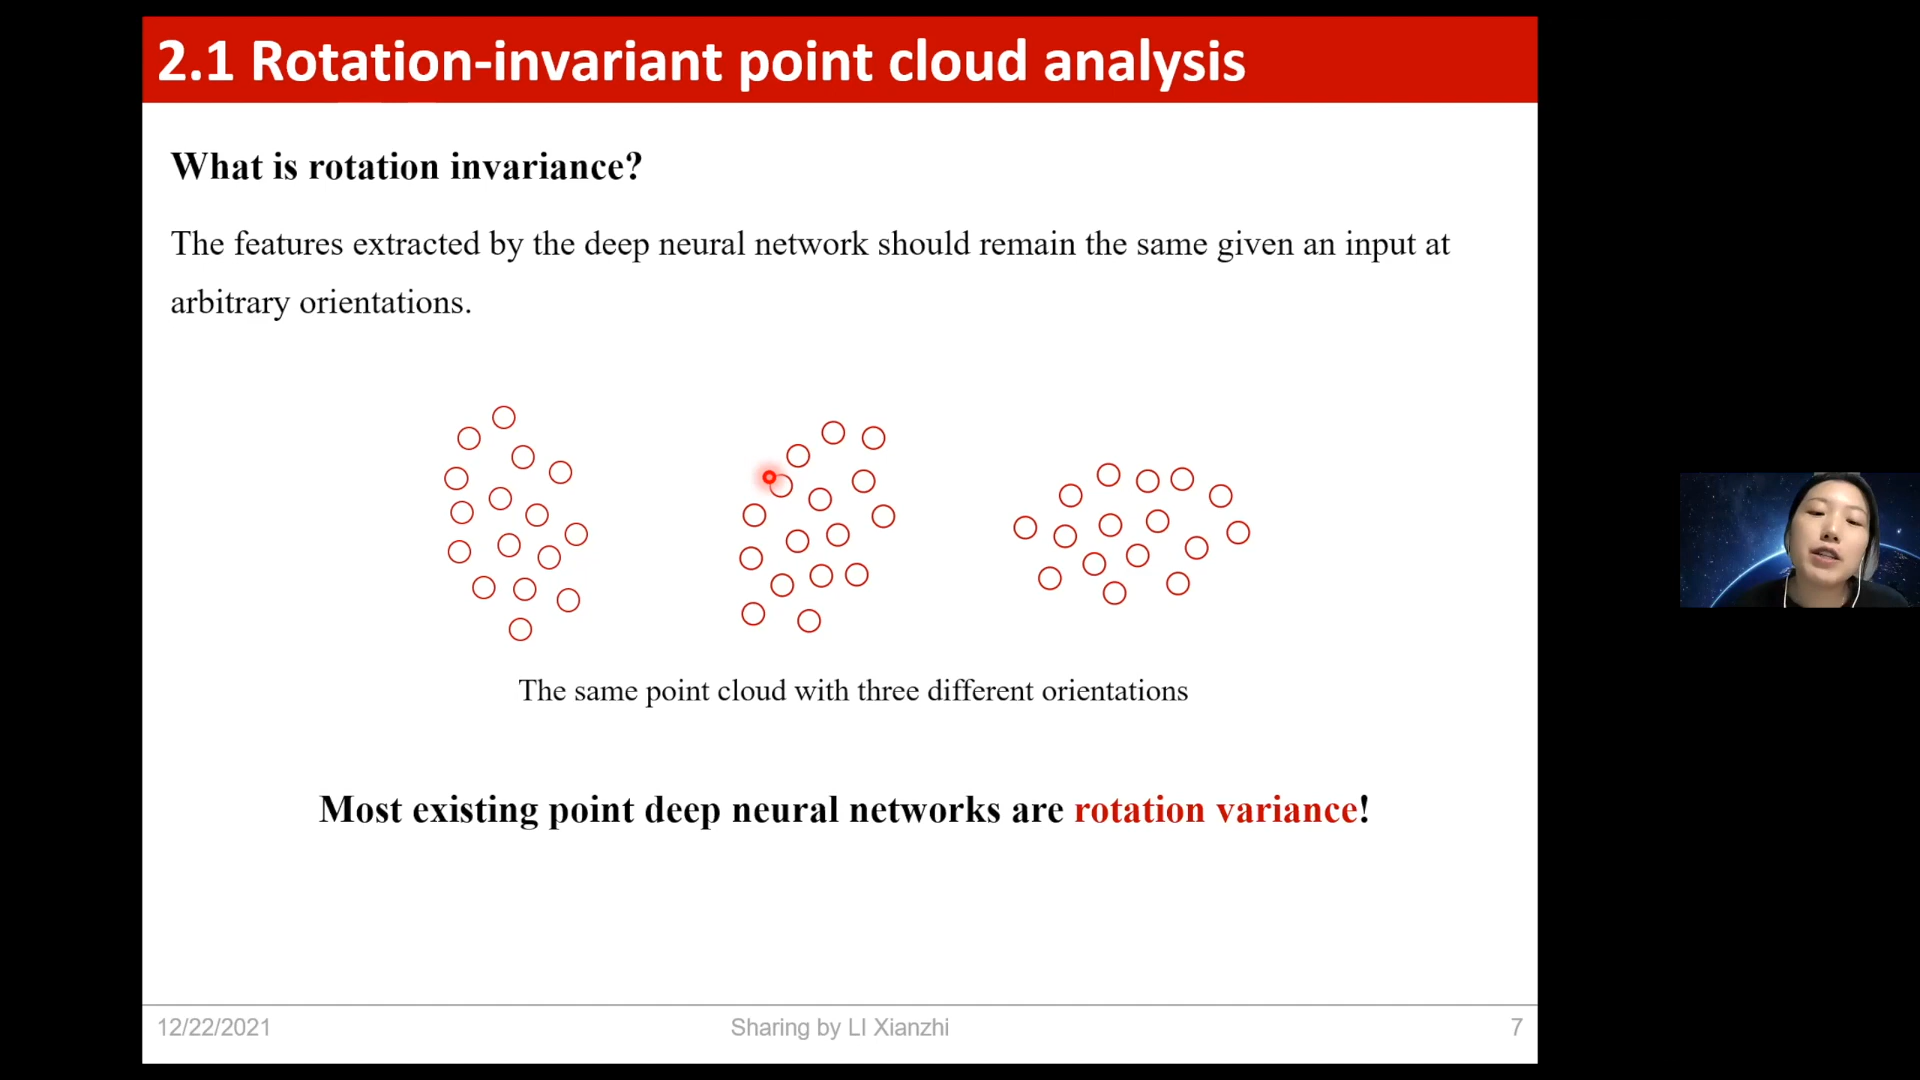 2.1 Rotation-invariant point cloud analysis
What is rotation invariance?
The features extracted by the deep neural network should remain the same given an input at
arbitrary orientations.
The same point cloud with three different orientations
Most existing point deep neural networks are rotation variance!
12/22/2021
Sharing by LI Xianzhi
7